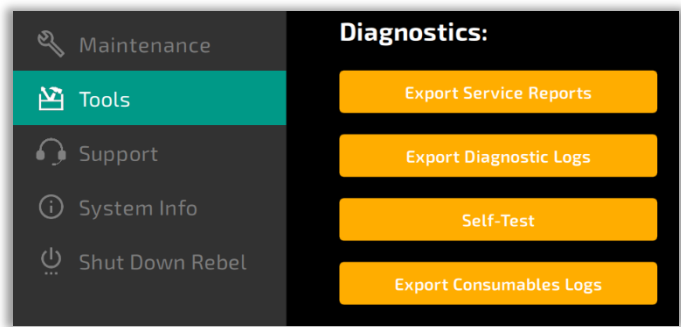 Maintenance
Tools
Support
System Info
Shut Down Rebel
Diagnostics:
Export Service Reports
Export Diagnostic Logs
Self-Test
Export Consumables Logs